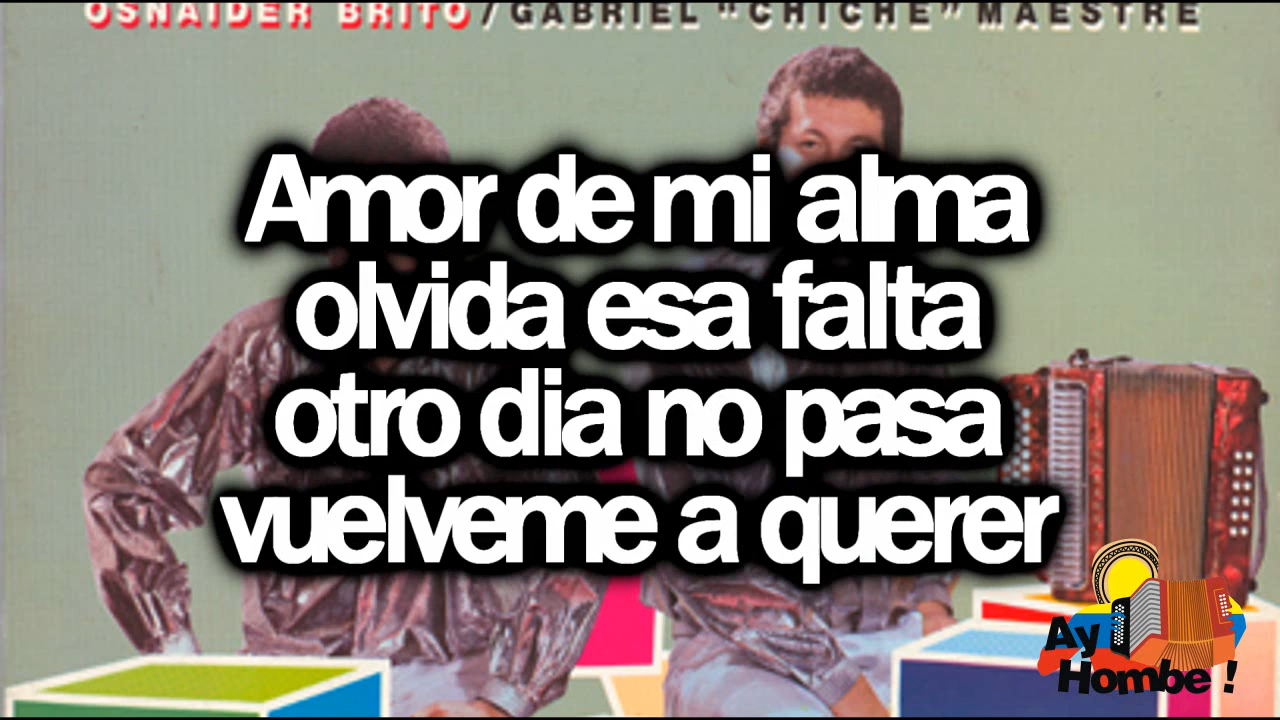 OSNAIDER BRITO / GABRIEL "CHICHE" MAESTRE
Amor de mi alma
olvida esa falta
otro dia no pasa
vuelveme a querer
Ay
Hombe !